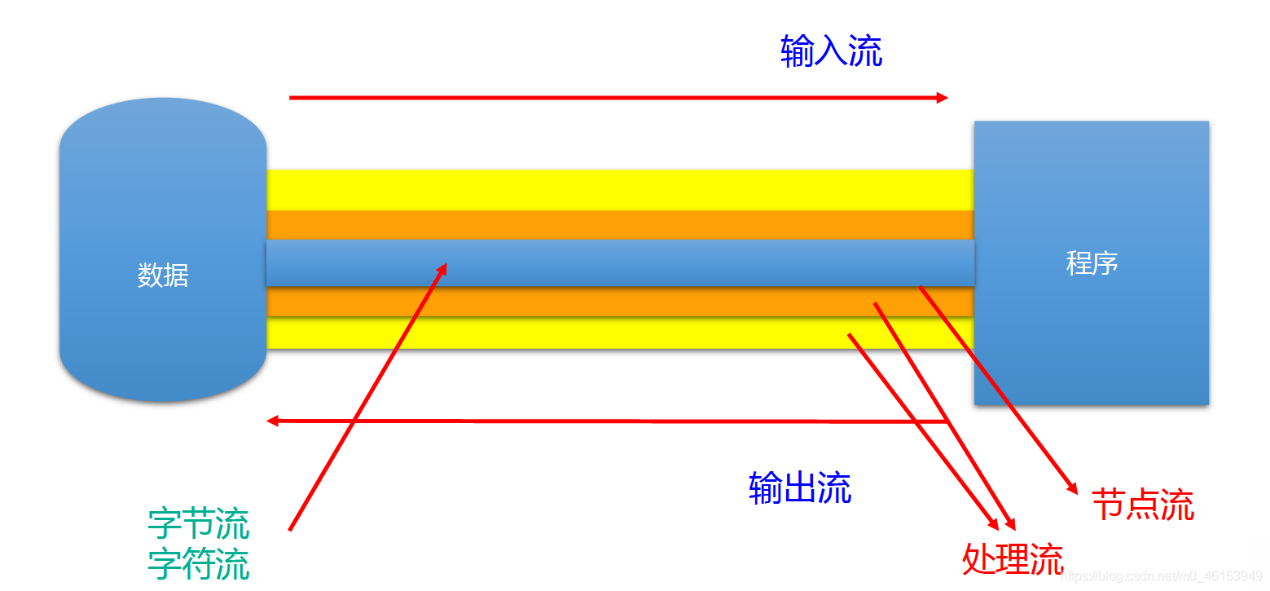 输入流
数据
程序
输出流
节点流
字节流
字符流
处理流
https://blog.csdn.net/m0_46153949